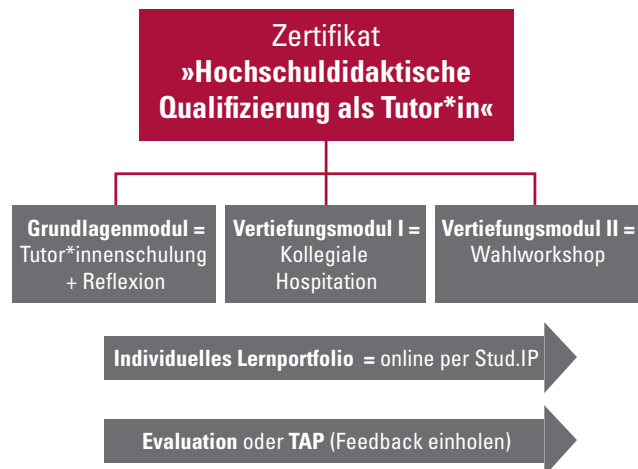 Zertifikat
»Hochschuldidaktische
Qualifizierung als Tutor*in«
Grundlagenmodul =
Tutor*innenschulung
+ Reflexion
Vertiefungsmodul I =
Kollegiale
Hospitation
Vertiefungsmodul II =
Wahlworkshop
Individuelles Lernportfolio = online per Stud.IP
Evaluation oder TAP (Feedback einholen)